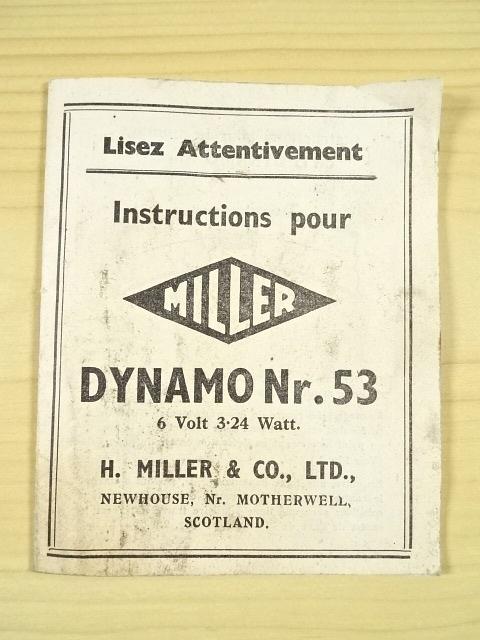 Lisez Attentivement
Instructions pour
MILLER
DYNAMO Nr. 53
6 Volt 3·24 Watt.
H. MILLER & CO., LTD.,
NEWHOUSE, Nr. MOTHERWELL,
SCOTLAND.